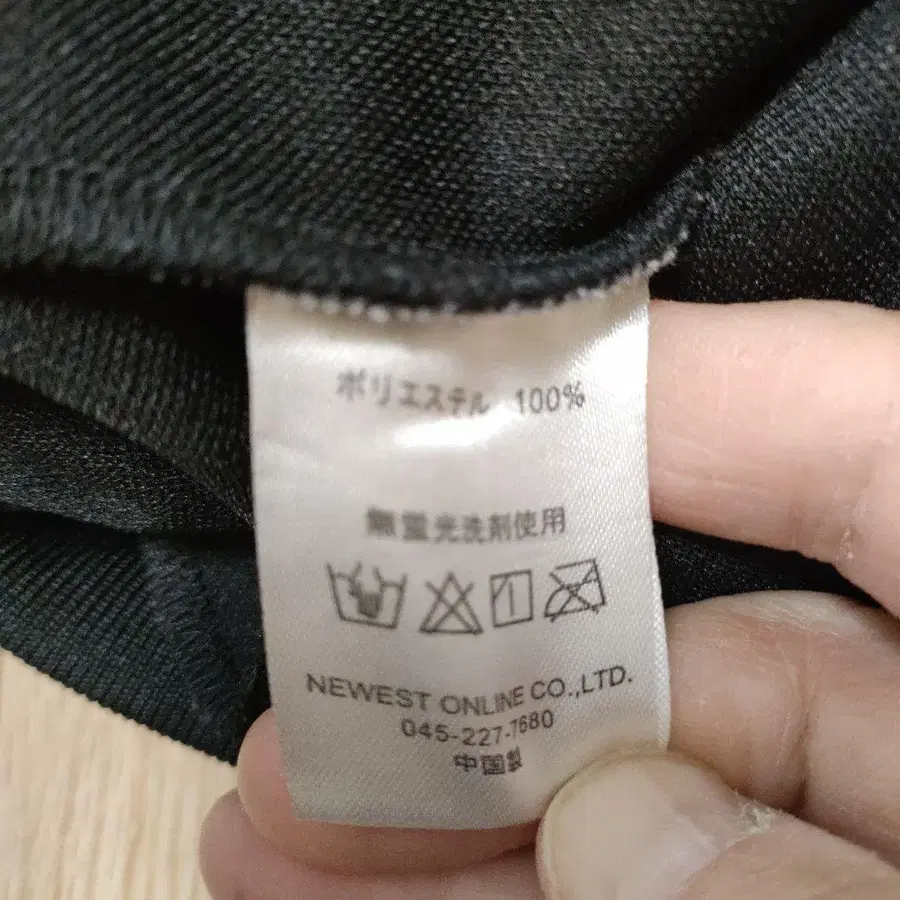 ポリエステル 100%
無蛍光洗剤使用
NEWEST ONLINE CO.,LTD.
045-227-7680
中国製